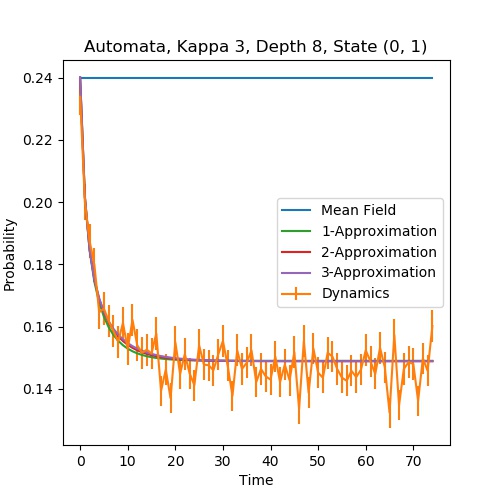 Automata, Kappa 3, Depth 8, State (0, 1)
0.24
0.22
0.20
0.18
0.16
0.14
Probability
Mean Field
1-Approximation
2-Approximation
3-Approximation
Dynamics
0 10 20 30 40 50 60 70
Time